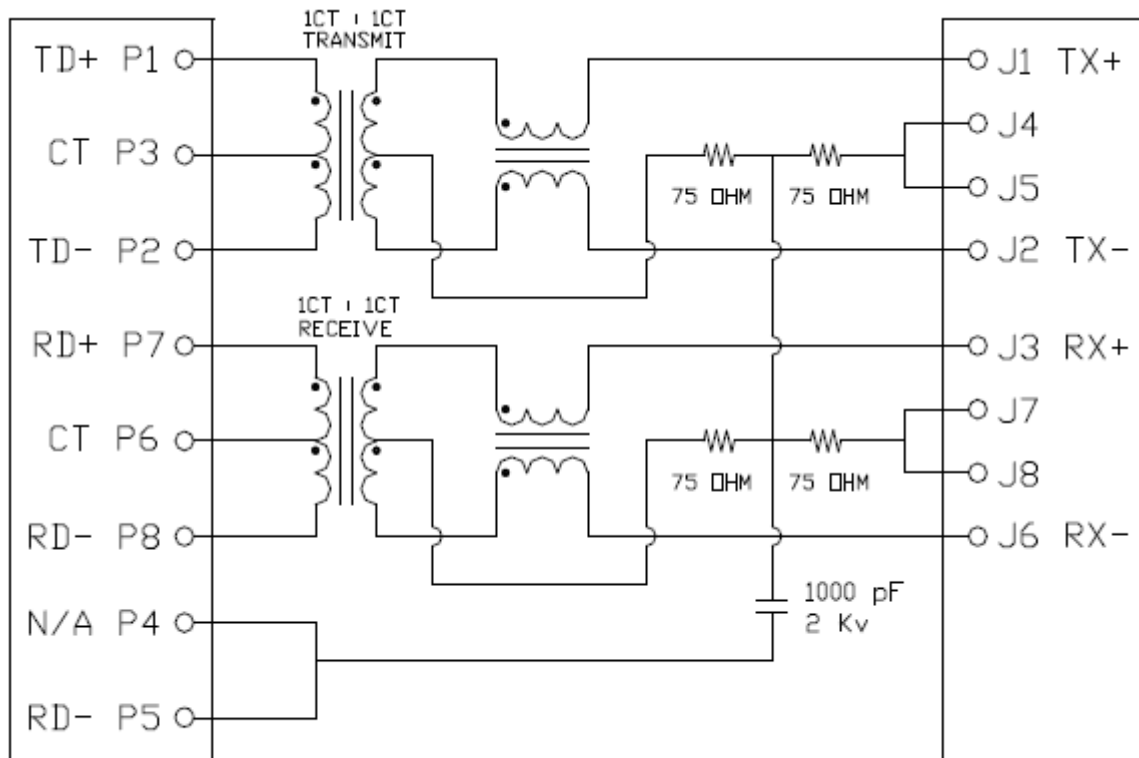 1CT : 1CT
TRANSMIT
TD+ P1
J1 TX+
J4
CT P3
75 OHM
75 OHM
J5
TD- P2
J2 TX-
1CT : 1CT
RECEIVE
RD+ P7
J3 RX+
J7
CT P6
75 OHM
75 OHM
J8
RD- P8
J6 RX-
1000 pF
2 Kv
N/A P4
RD- P5